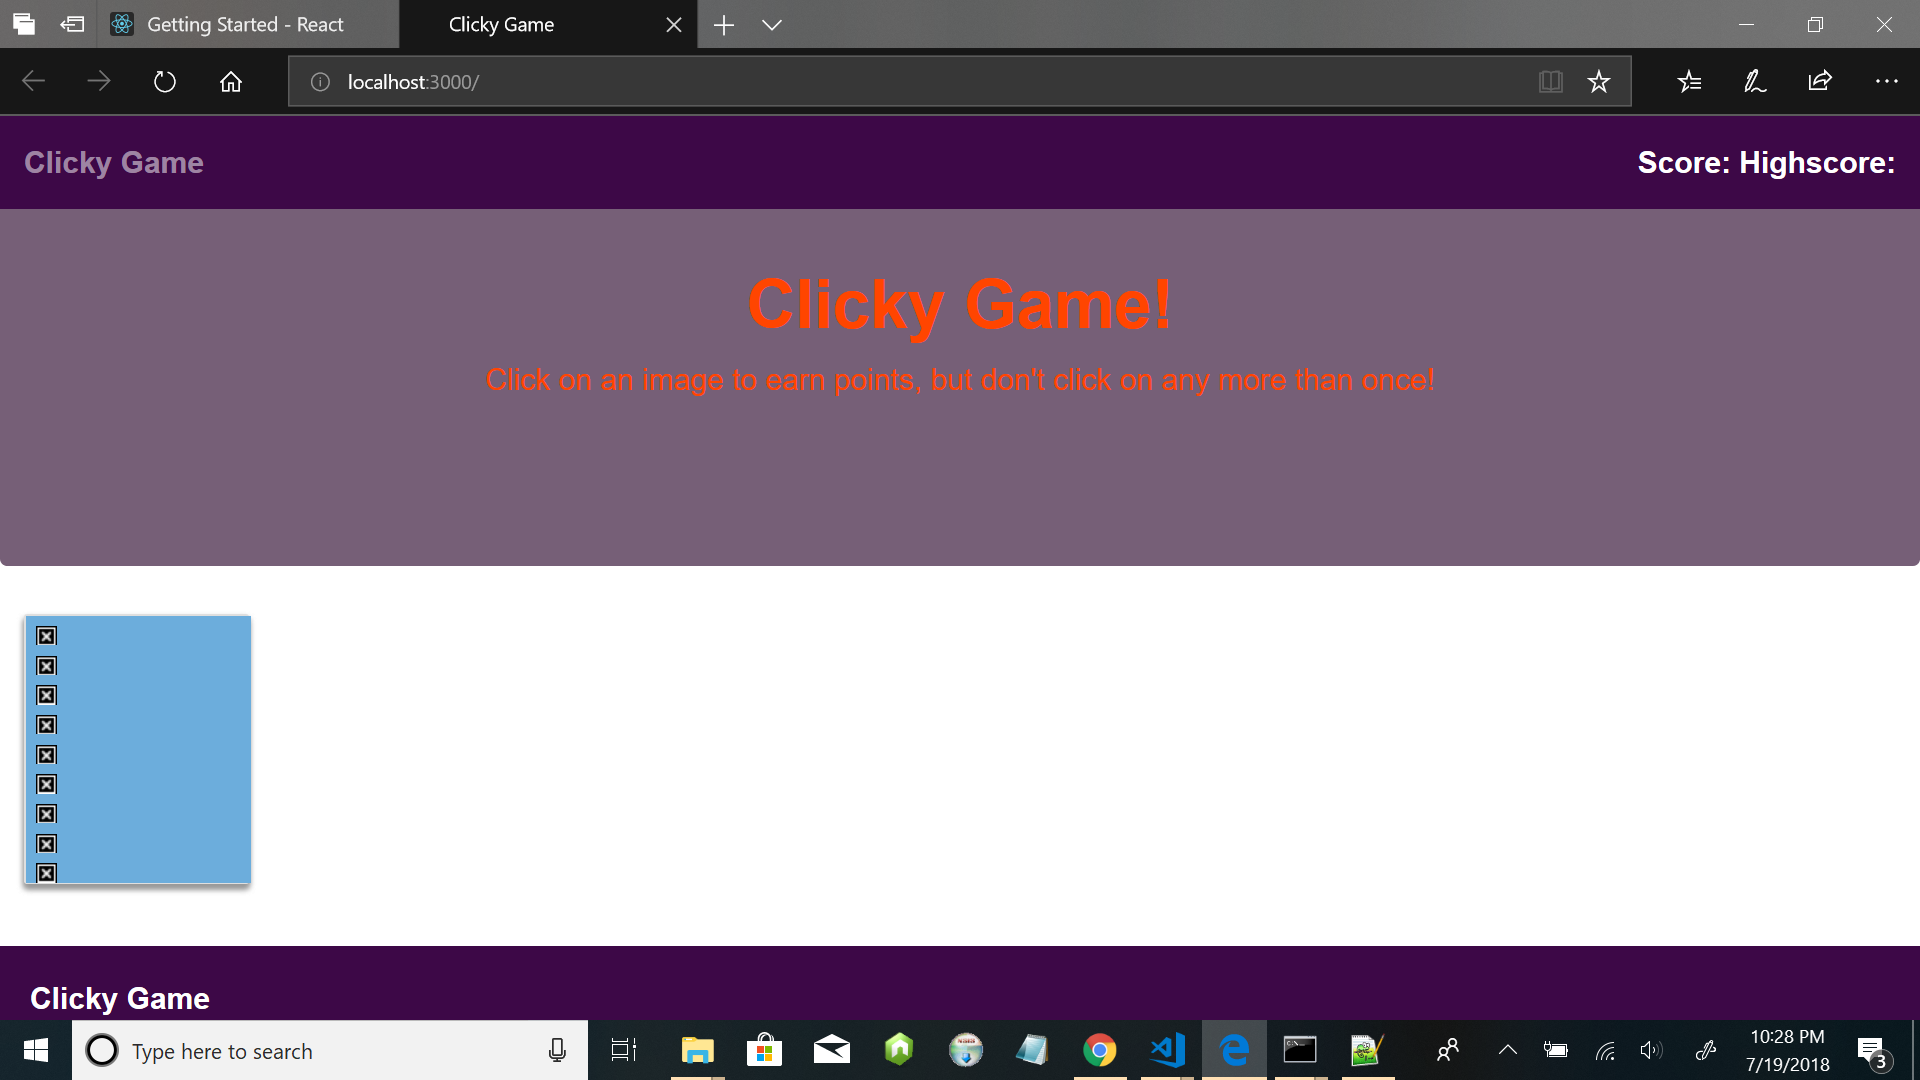 Getting Started - React
Clicky Game
localhost:3000/
Clicky Game
Score: Highscore:
Clicky Game!
Click on an image to earn points, but don't click on any more than once!
Clicky Game
Type here to search
10:28 PM
7/19/2018
3